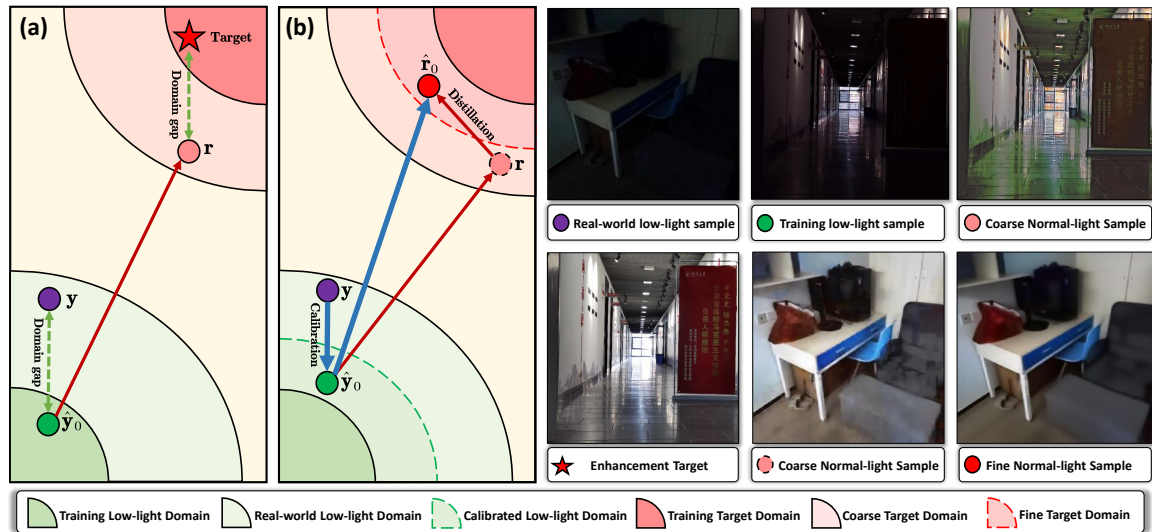 (a)
Target
Domain gap
r
y
Domain gap
ŷ₀
(b)
r̂₀
Distillation
r
y
Calibration
ŷ₀
Real-world low-light sample
Training low-light sample
Coarse Normal-light Sample
Enhancement Target
Coarse Normal-light Sample
Fine Normal-light Sample
Training Low-light Domain
Real-world Low-light Domain
Calibrated Low-light Domain
Training Target Domain
Coarse Target Domain
Fine Target Domain